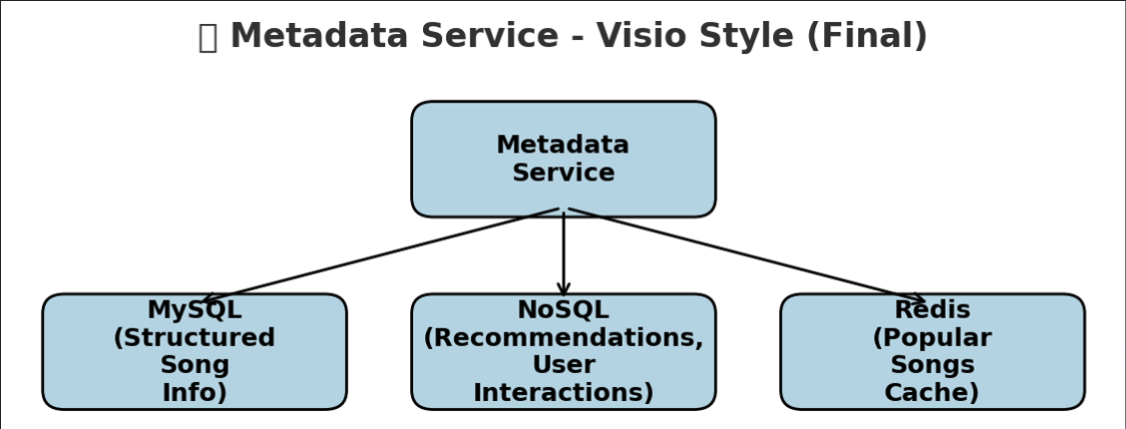 Metadata Service - Visio Style (Final)
Metadata
Service
MySQL
(Structured
Song
Info)
NoSQL
(Recommendations,
User
Interactions)
Redis
(Popular
Songs
Cache)